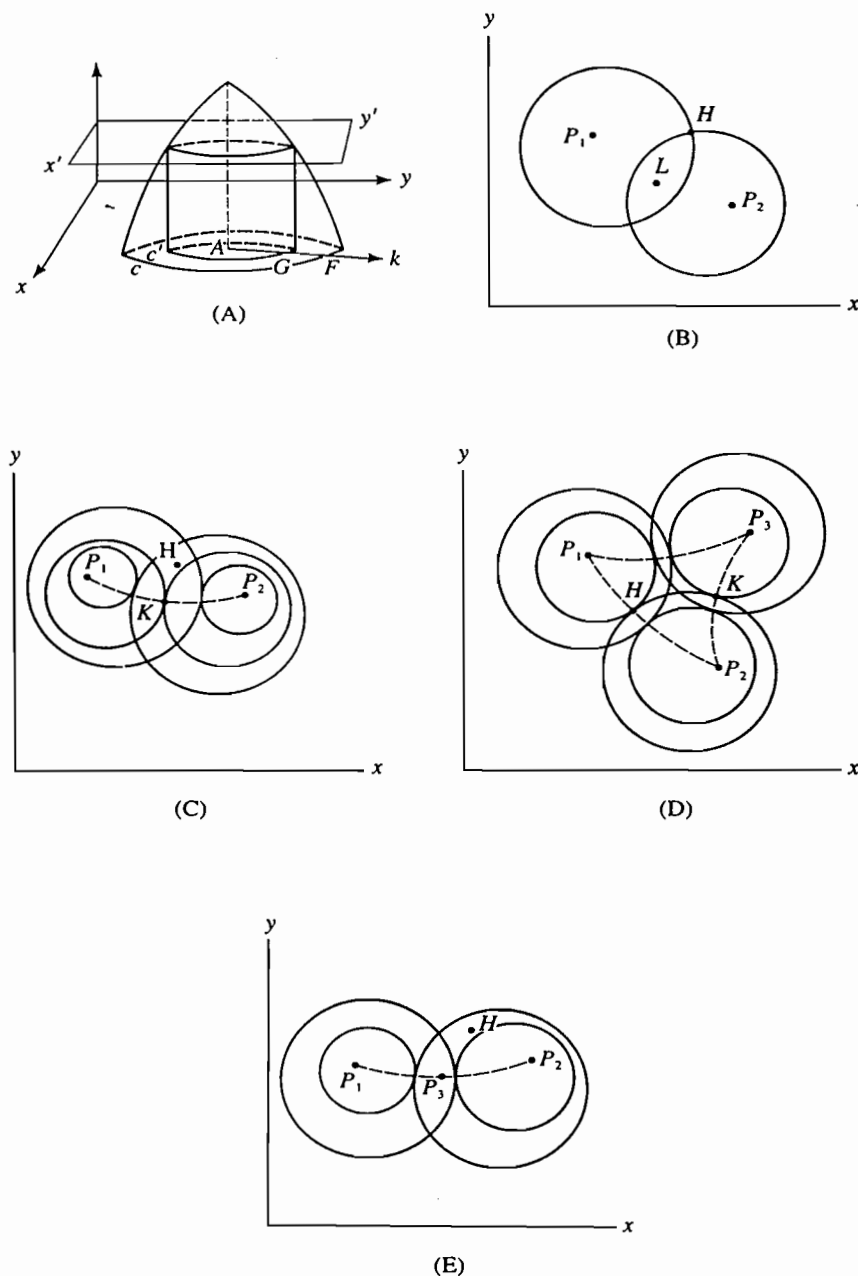 y'
x'
y
c
c'
A
G
F
k
x
(A)
y
H
P₁
L
P₂
x
(B)
y
H
P₁
P₂
K
x
(C)
y
P₃
P₁
H
K
P₂
x
(D)
y
H
P₁
P₃
P₂
x
(E)